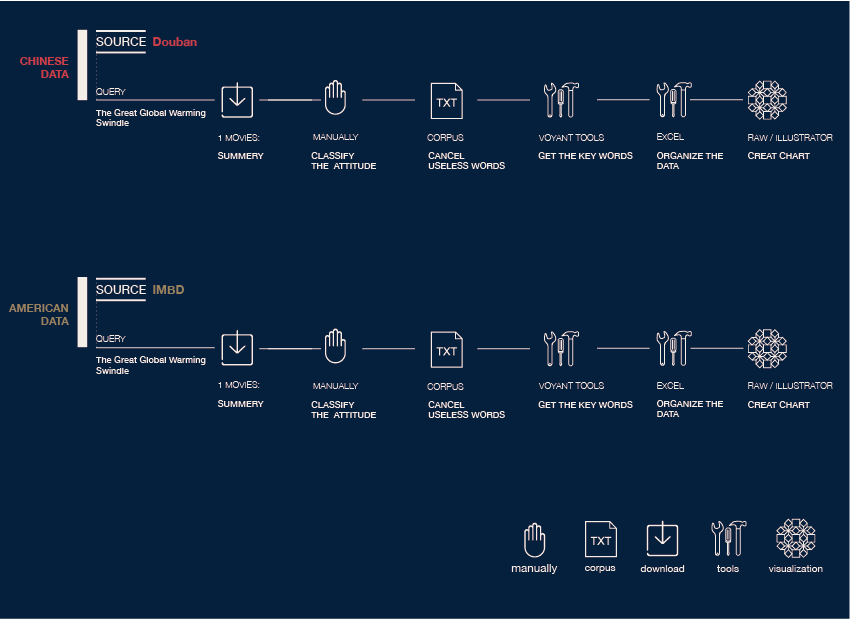 SOURCE Douban
CHINESE
DATA
QUERY
The Great Global Warming
Swindle
TXT
1 MOVIES:
SUMMERY
MANUALLY
CLASSIFY
THE ATTITUDE
CORPUS
CANCEL
USELESS WORDS
VOYANT TOOLS
GET THE KEY WORDS
EXCEL
ORGANIZE THE
DATA
RAW / ILLUSTRATOR
CREAT CHART
SOURCE IMBD
AMERICAN
DATA
QUERY
The Great Global Warming
Swindle
TXT
1 MOVIES:
SUMMERY
MANUALLY
CLASSIFY
THE ATTITUDE
CORPUS
CANCEL
USELESS WORDS
VOYANT TOOLS
GET THE KEY WORDS
EXCEL
ORGANIZE THE
DATA
RAW / ILLUSTRATOR
CREAT CHART
TXT
manually
corpus
download
tools
visualization